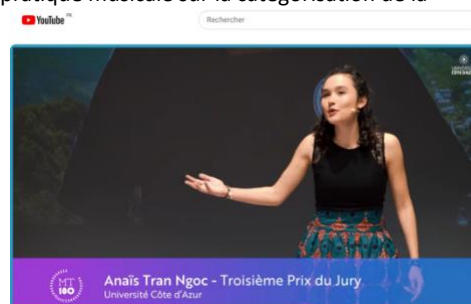 pratique musicale sur la catégorisation de la
YouTube FR
Rechercher
MT
180
Anaïs Tran Ngoc - Troisième Prix du Jury
Université Côte d'Azur